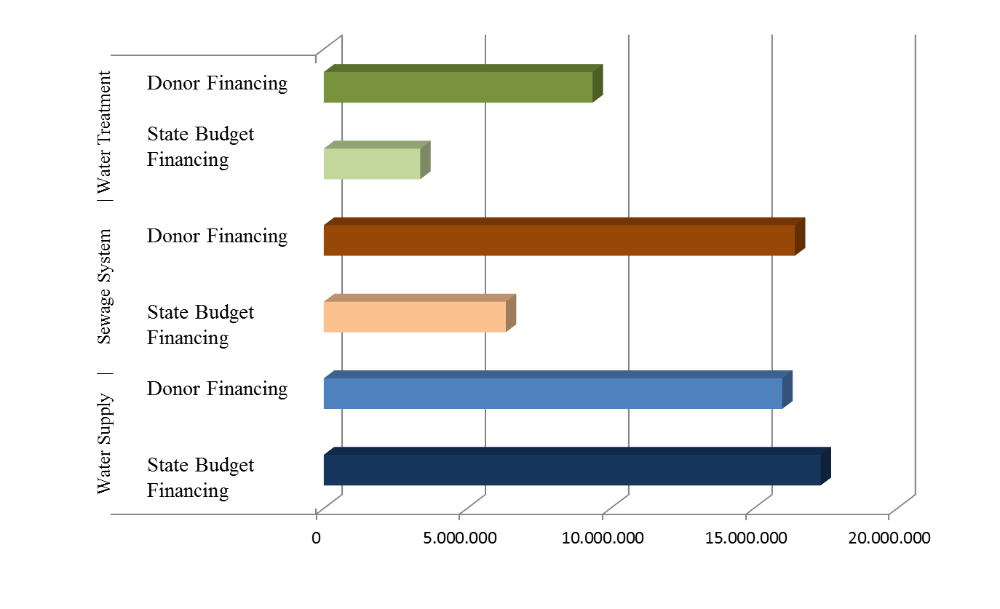 Water Treatment
Donor Financing
State Budget
Financing
|
Sewage System
Donor Financing
State Budget
Financing
|
Water Supply
Donor Financing
State Budget
Financing
0 5.000.000 10.000.000 15.000.000 20.000.000